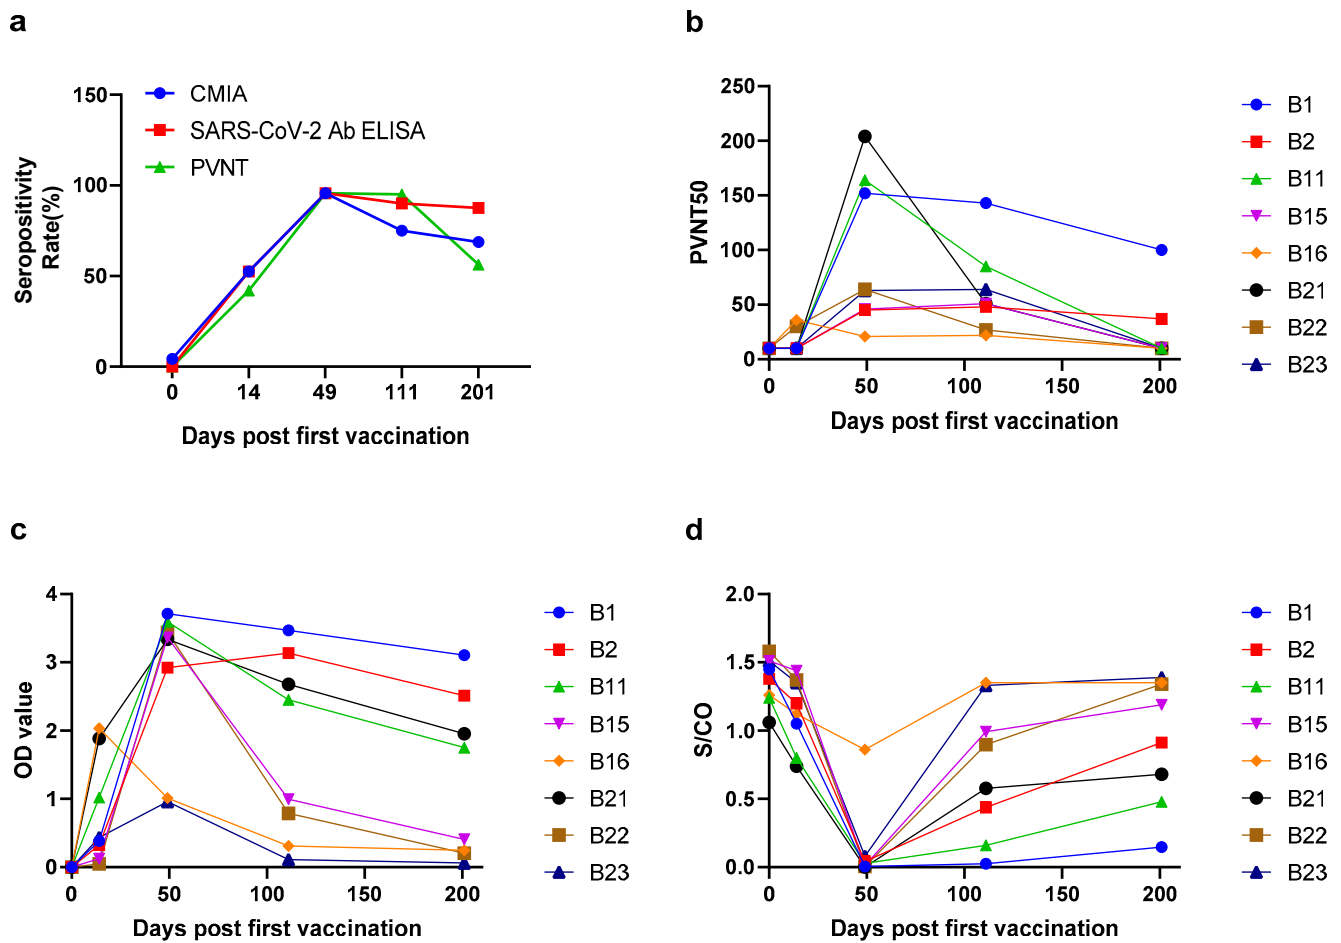 a
CMIA
SARS-CoV-2 Ab ELISA
PVNT
Seropositivity
Rate(%)
150
100
50
0
0 14 49 111 201
Days post first vaccination
b
PVNT50
250
200
150
100
50
0
0 50 100 150 200
Days post first vaccination
B1
B2
B11
B15
B16
B21
B22
B23
c
OD value
4
3
2
1
0
0 50 100 150 200
Days post first vaccination
B1
B2
B11
B15
B16
B21
B22
B23
d
S/CO
2.0
1.5
1.0
0.5
0.0
0 50 100 150 200
Days post first vaccination
B1
B2
B11
B15
B16
B21
B22
B23